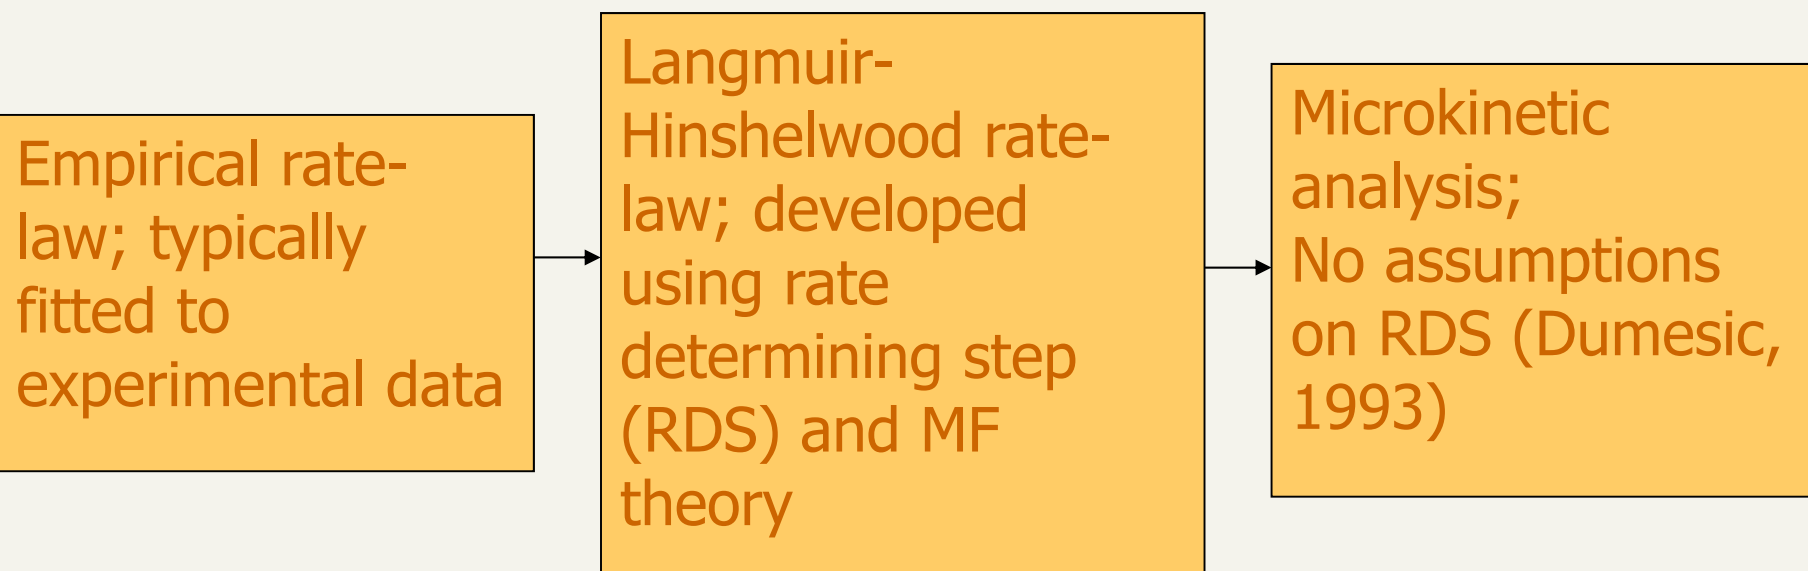 Empirical rate-
law; typically
fitted to
experimental data
Langmuir-
Hinshelwood rate-
law; developed
using rate
determining step
(RDS) and MF
theory
Microkinetic
analysis;
No assumptions
on RDS (Dumesic,
1993)